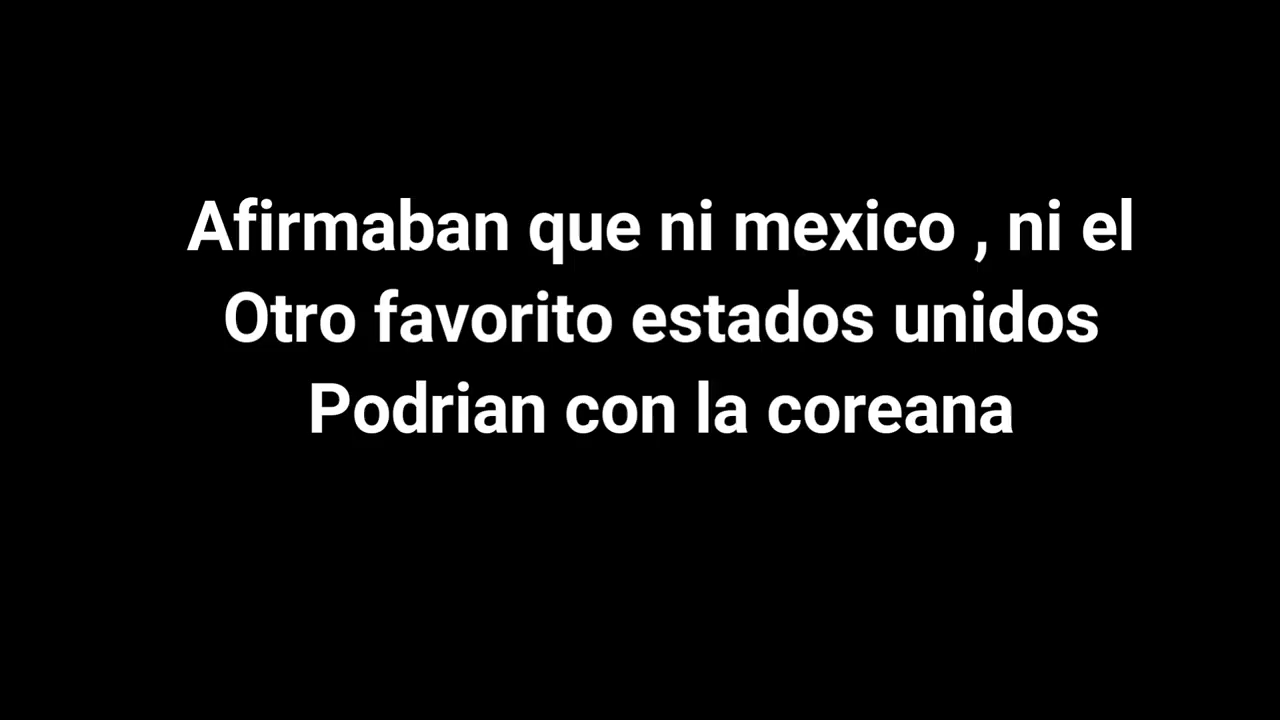 Afirmaban que ni mexico , ni el
Otro favorito estados unidos
Podrian con la coreana